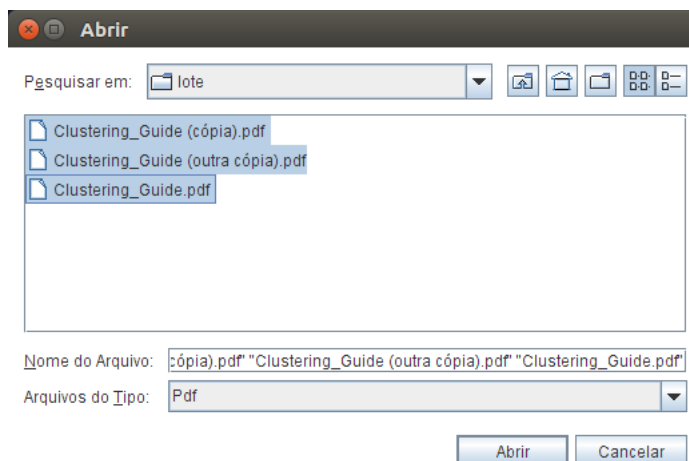 Abrir
Pesquisar em: lote
Clustering_Guide (cópia).pdf
Clustering_Guide (outra cópia).pdf
Clustering_Guide.pdf
Nome do Arquivo: cópia).pdf" "Clustering_Guide (outra cópia).pdf" "Clustering_Guide.pdf"
Arquivos do Tipo: Pdf
Abrir Cancelar